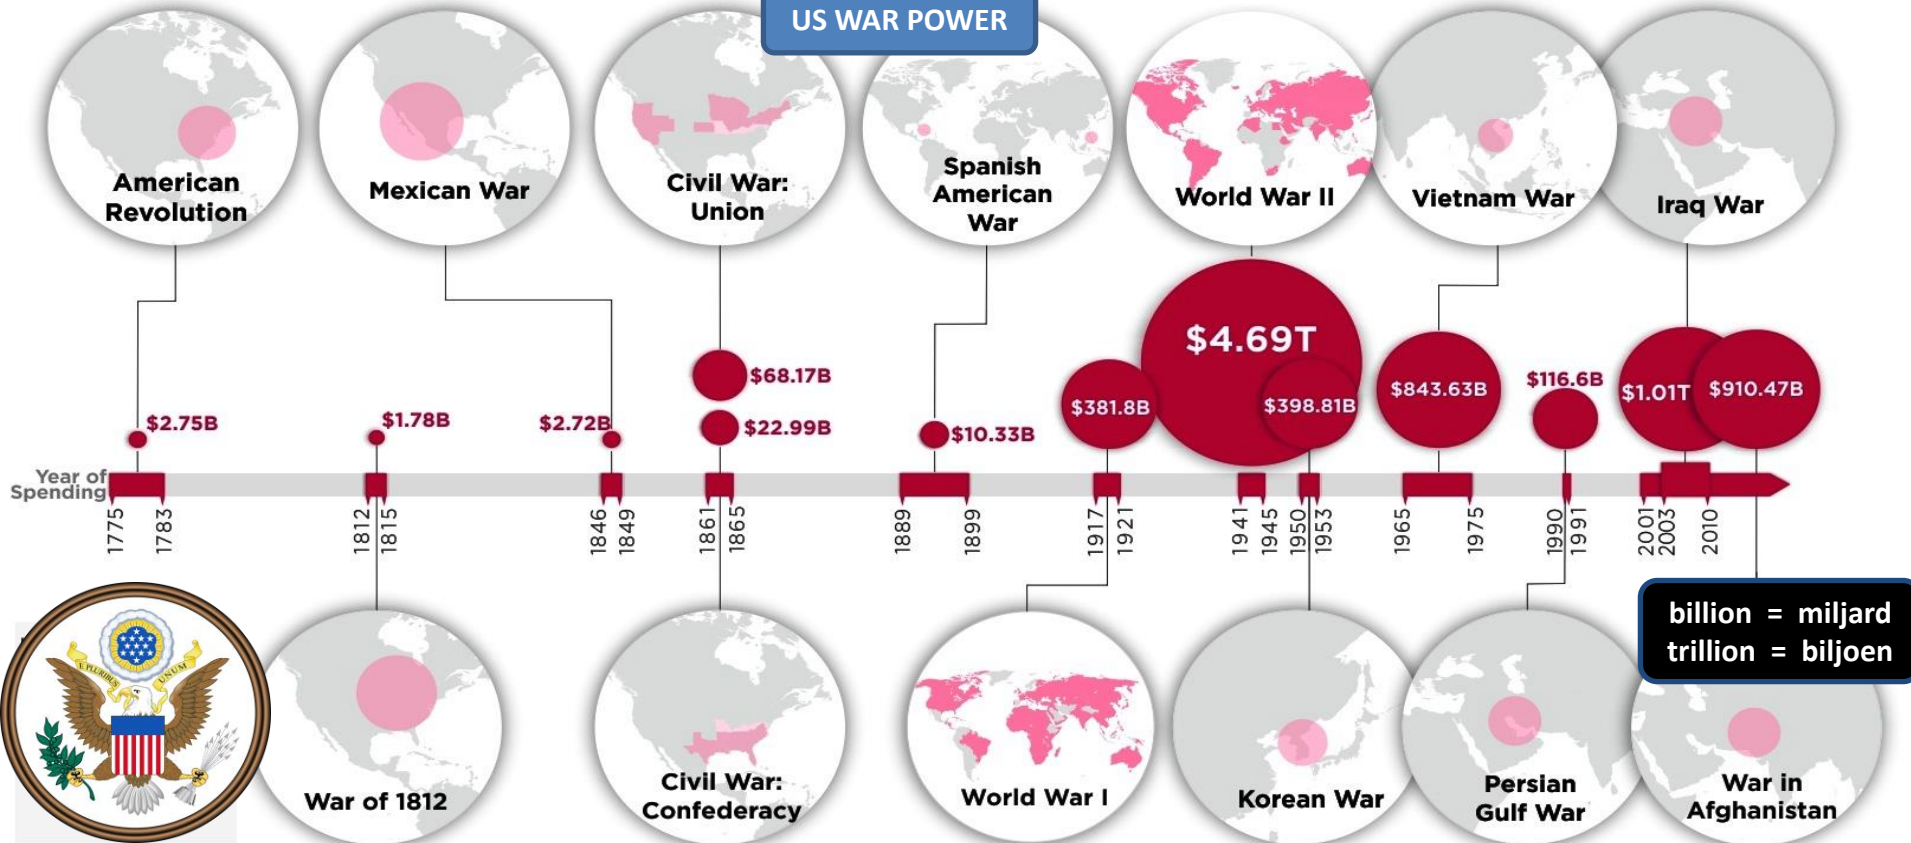 US WAR POWER
American
Revolution
Mexican War
Civil War:
Union
Spanish
American
War
World War II
Vietnam War
Iraq War
$2.75B
$1.78B
$2.72B
$68.17B
$22.99B
$10.33B
$381.8B
$4.69T
$398.81B
$843.63B
$116.6B
$1.01T
$910.47B
Year of
Spending
1775
1783
1812
1815
1846
1849
1861
1865
1889
1899
1917
1921
1941
1945
1950
1953
1965
1975
1990
1991
2001
2003
2010
billion = miljard
trillion = biljoen
E PLURIBUS UNUM
War of 1812
Civil War:
Confederacy
World War I
Korean War
Persian
Gulf War
War in
Afghanistan